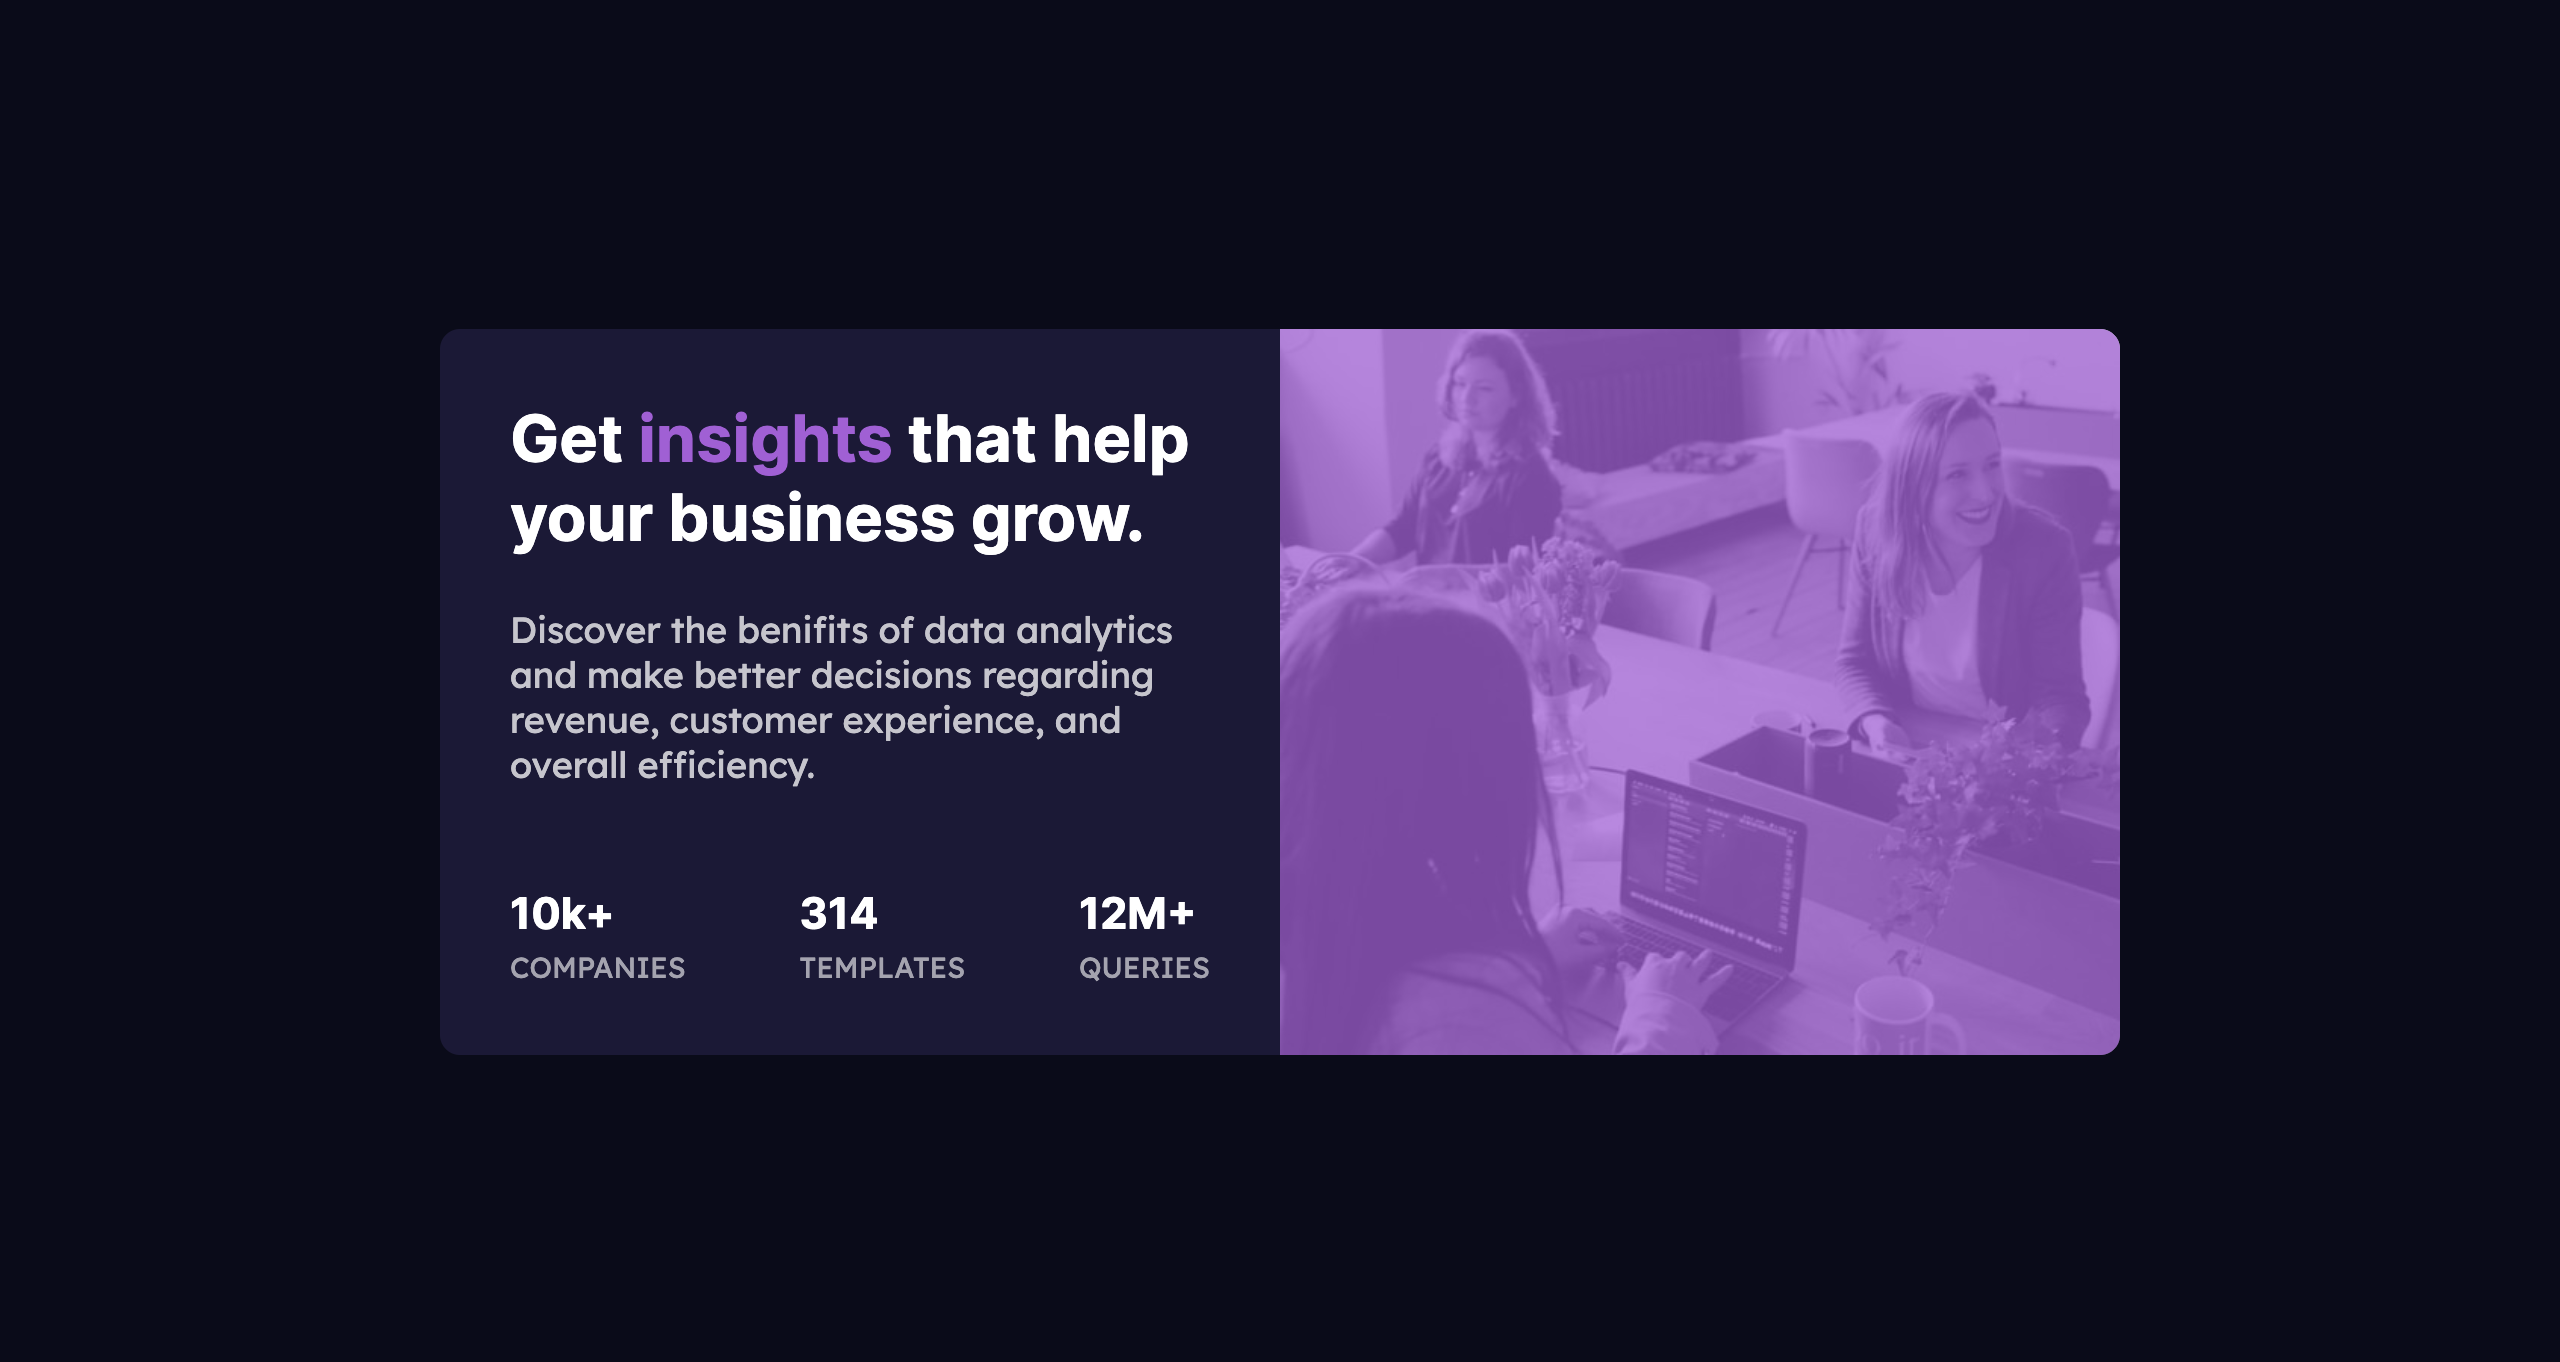 Get insights that help
your business grow.
Discover the benifits of data analytics
and make better decisions regarding
revenue, customer experience, and
overall efficiency.
10k+ 314 12M+
COMPANIES TEMPLATES QUERIES